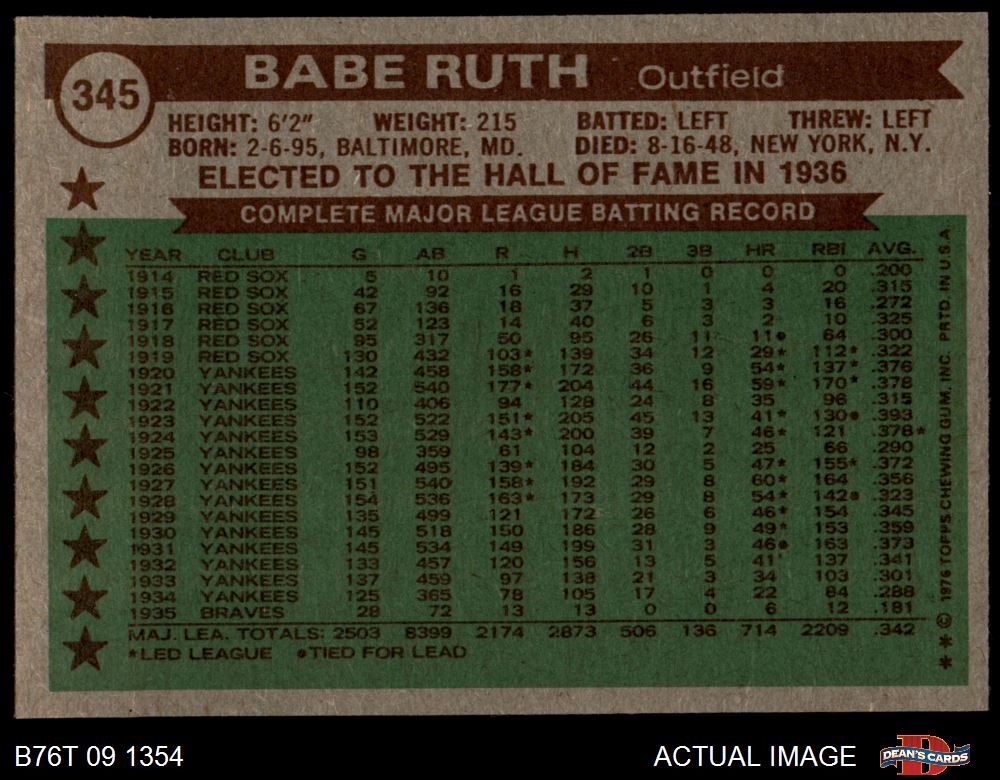 345
BABE RUTH Outfield
HEIGHT: 6'2" WEIGHT: 215 BATTED: LEFT THREW: LEFT
BORN: 2-6-95, BALTIMORE, MD. DIED: 8-16-48, NEW YORK, N.Y.
ELECTED TO THE HALL OF FAME IN 1936
COMPLETE MAJOR LEAGUE BATTING RECORD
YEAR CLUB G AB R H 2B 3B HR RBI AVG.
1914 RED SOX 5 10 1 2 1 0 0 0 .200
1915 RED SOX 42 92 16 29 10 1 4 20 .315
1916 RED SOX 67 136 18 37 5 3 3 16 .272
1917 RED SOX 52 123 14 40 6 3 2 10 .325
1918 RED SOX 95 317 50 95 26 11 11• 64 .300
1919 RED SOX 130 432 103* 139 34 12 29* 112* .322
1920 YANKEES 142 458 158* 172 36 9 54* 137* .376
1921 YANKEES 152 540 177* 204 44 16 59* 170* .378
1922 YANKEES 110 406 94 128 24 8 35 96 .315
1923 YANKEES 152 522 151* 205 45 13 41* 130• .393
1924 YANKEES 153 529 143* 200 39 7 46* 121 .378*
1925 YANKEES 98 359 61 104 12 2 25 66 .290
1926 YANKEES 152 495 139* 184 30 5 47* 155* .372
1927 YANKEES 151 540 158* 192 29 8 60* 164 .356
1928 YANKEES 154 536 163* 173 29 8 54* 142• .323
1929 YANKEES 135 499 121 172 26 6 46* 154 .345
1930 YANKEES 145 518 150 186 28 9 49* 153 .359
1931 YANKEES 145 534 149 199 31 3 46• 163 .373
1932 YANKEES 133 457 120 156 13 5 41 137 .341
1933 YANKEES 137 459 97 138 21 3 34 103 .301
1934 YANKEES 125 365 78 105 17 4 22 84 .288
1935 BRAVES 28 72 13 13 0 0 6 12 .181
MAJ. LEA. TOTALS: 2503 8399 2174 2873 506 136 714 2209 .342
*LED LEAGUE •TIED FOR LEAD
* * © 1976 TOPPS CHEWING GUM, INC. PRTD. IN U.S.A.
B76T 09 1354 ACTUAL IMAGE DEAN'S CARDS